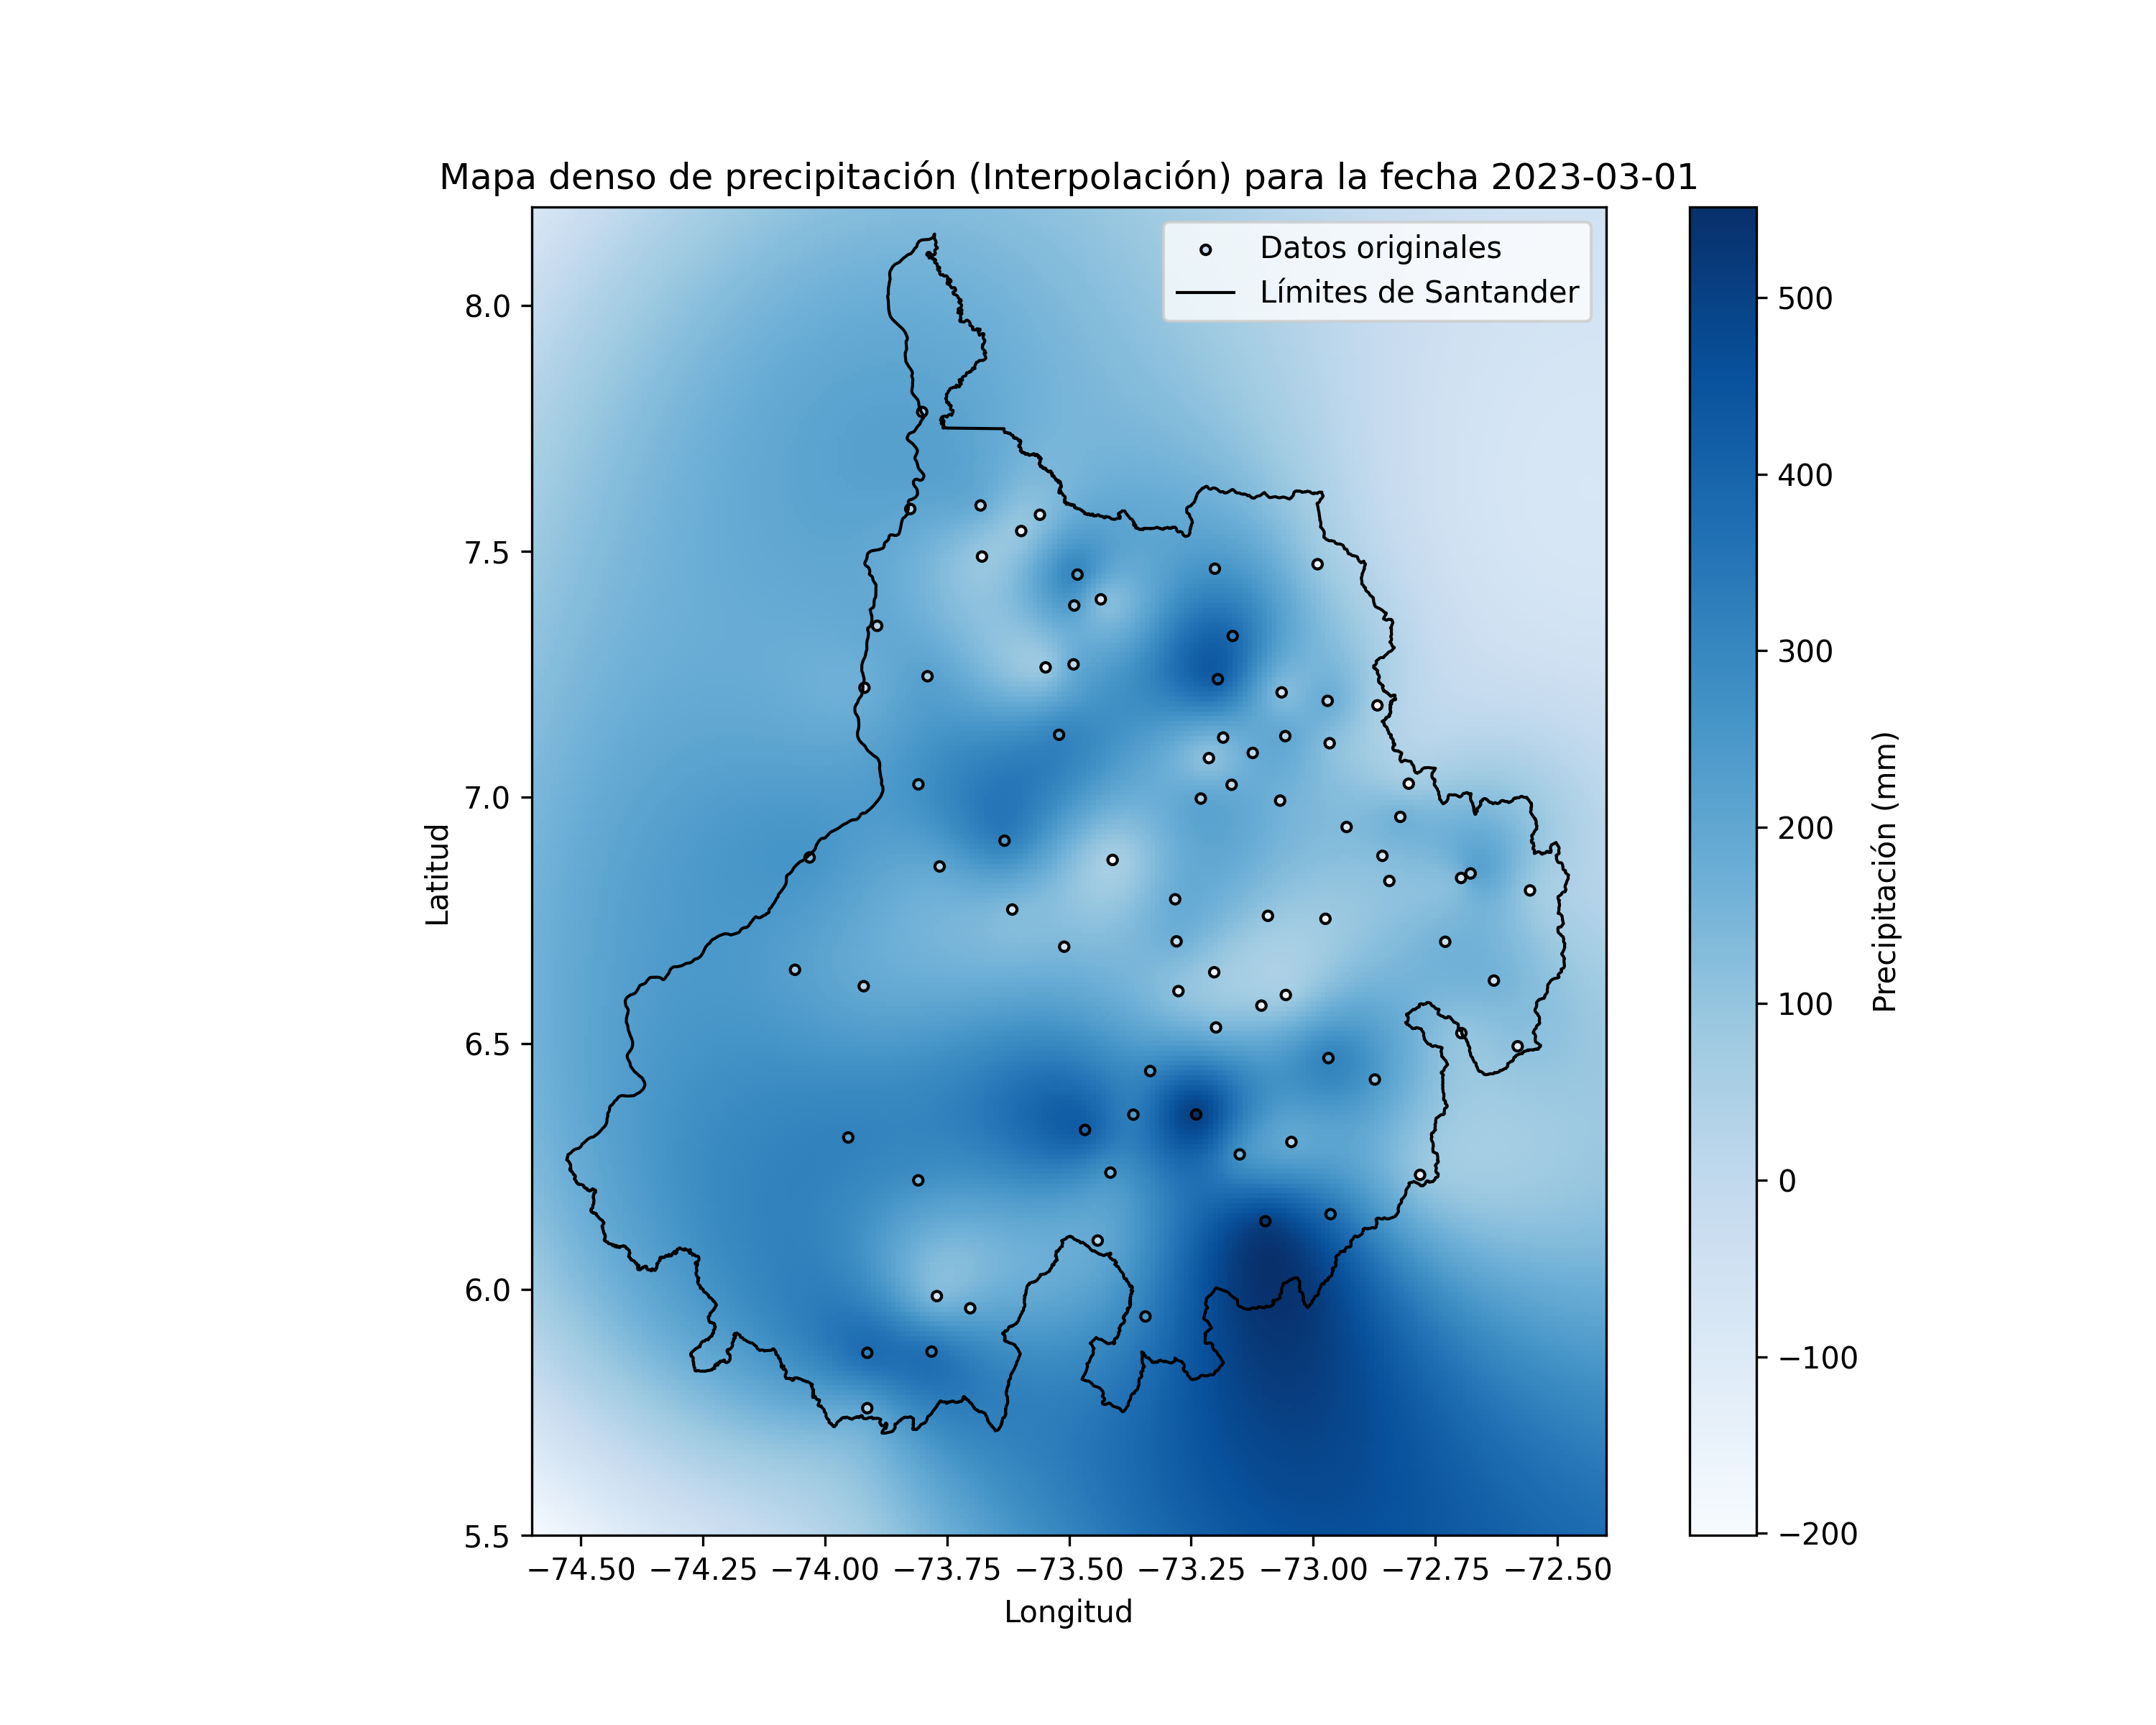 Mapa denso de precipitación (Interpolación) para la fecha 2023-03-01
Datos originales
Límites de Santander
8.0
7.5
7.0
6.5
6.0
5.5
Latitud
−74.50 −74.25 −74.00 −73.75 −73.50 −73.25 −73.00 −72.75 −72.50
Longitud
500
400
300
200
100
0
−100
−200
Precipitación (mm)